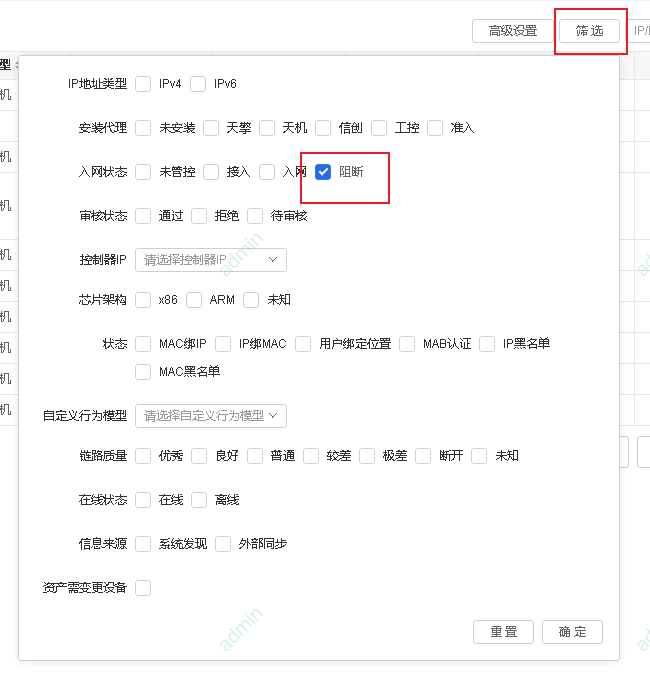 高级设置 筛 选 IP/
型
机
机
机
机
机
机
机
机
IP地址类型 IPv4 IPv6
安装代理 未安装 天擎 天机 信创 工控 准入
入网状态 未管控 接入 入网 阻断
审核状态 通过 拒绝 待审核
控制器IP 请选择控制器IP
芯片架构 x86 ARM 未知
状态 MAC绑IP IP绑MAC 用户绑定位置 MAB认证 IP黑名单
MAC黑名单
自定义行为模型 请选择自定义行为模型
链路质量 优秀 良好 普通 较差 极差 断开 未知
在线状态 在线 离线
信息来源 系统发现 外部同步
资产需变更设备
重 置 确 定
admin
admin